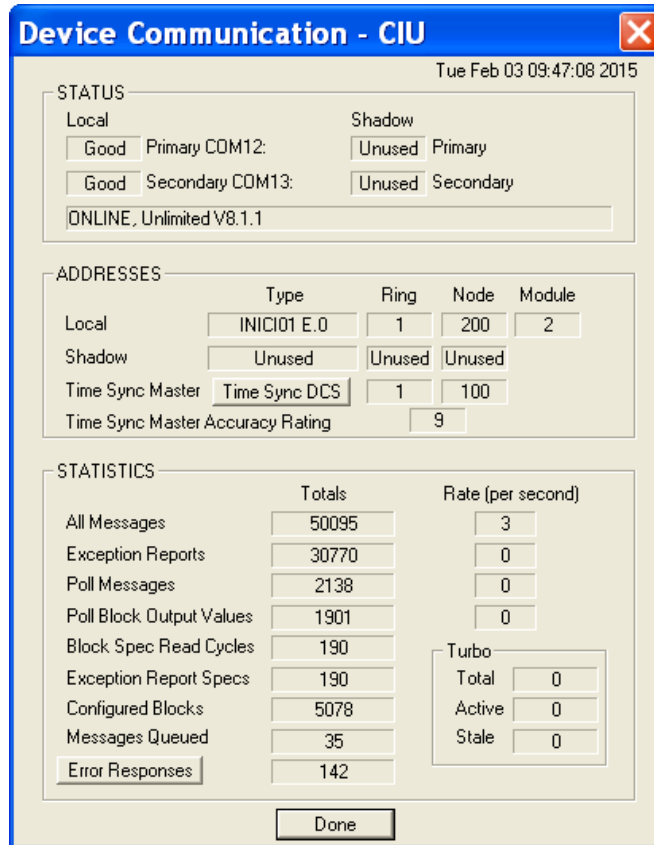 Device Communication - CIU
Tue Feb 03 09:47:08 2015
STATUS
Local Shadow
Good Primary COM12: Unused Primary
Good Secondary COM13: Unused Secondary
ONLINE, Unlimited V8.1.1
ADDRESSES
Type Ring Node Module
Local INICI01 E.0 1 200 2
Shadow Unused Unused Unused
Time Sync Master Time Sync DCS 1 100
Time Sync Master Accuracy Rating 9
STATISTICS
Totals Rate (per second)
All Messages 50095 3
Exception Reports 30770 0
Poll Messages 2138 0
Poll Block Output Values 1901 0
Block Spec Read Cycles 190 Turbo
Exception Report Specs 190 Total 0
Configured Blocks 5078 Active 0
Messages Queued 35 Stale 0
Error Responses 142
Done